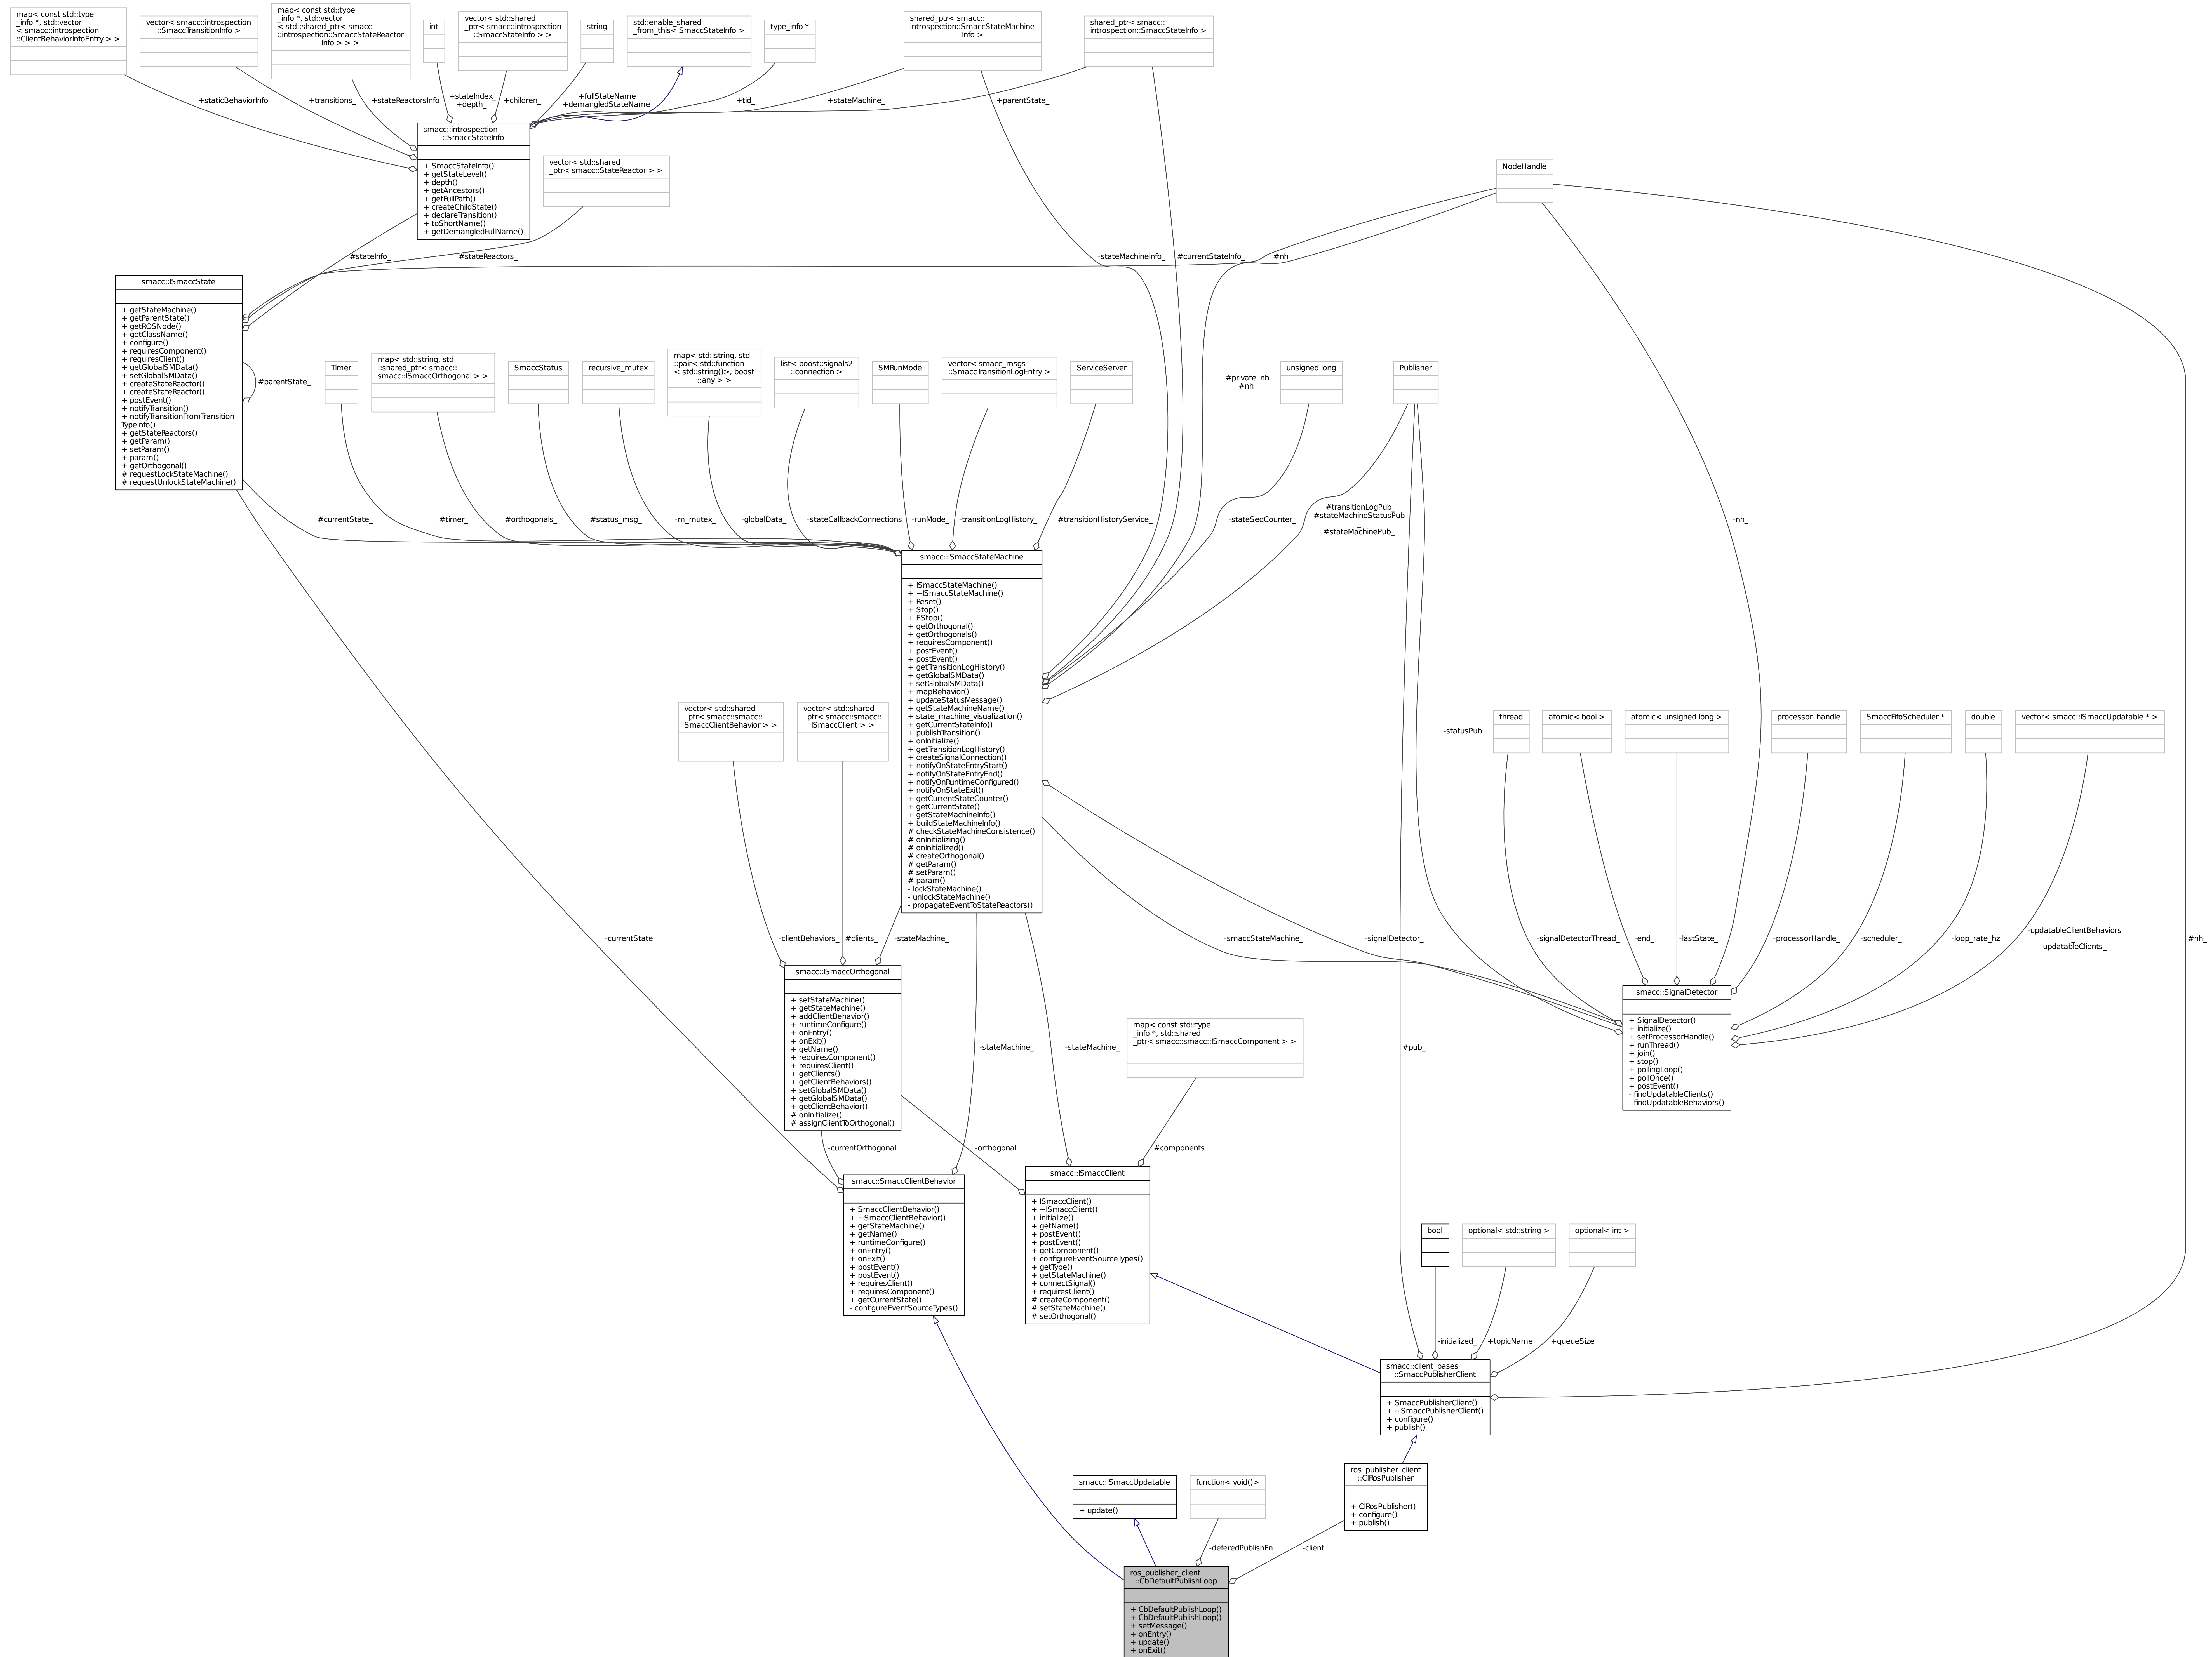 map< const std::type
_info *, std::vector
< smacc::introspection
::ClientBehaviorInfoEntry > >
vector< smacc::introspection
::SmaccTransitionInfo >
map< const std::type
_info *, std::vector
< std::shared_ptr< smacc
::introspection::SmaccStateReactor
Info > > >
int
vector< std::shared
_ptr< smacc::introspection
::SmaccStateInfo > >
string
std::enable_shared
_from_this< SmaccStateInfo >
type_info *
shared_ptr< smacc::
introspection::SmaccStateMachine
Info >
shared_ptr< smacc::
introspection::SmaccStateInfo >
+staticBehaviorInfo
+transitions_
+stateReactorsInfo
+stateIndex_
+depth_
+children_
+fullStateName
+demangledStateName
+tid_
+stateMachine_
+parentState_
smacc::introspection
::SmaccStateInfo
+ SmaccStateInfo()
+ getStateLevel()
+ depth()
+ getAncestors()
+ getFullPath()
+ createChildState()
+ declareTransition()
+ toShortName()
+ getDemangledFullName()
vector< std::shared
_ptr< smacc::StateReactor > >
NodeHandle
#stateInfo_
#stateReactors_
-stateMachineInfo_
#currentStateInfo_
#nh
smacc::ISmaccState
+ getStateMachine()
+ getParentState()
+ getROSNode()
+ getClassName()
+ configure()
+ requiresComponent()
+ requiresClient()
+ getGlobalSMData()
+ setGlobalSMData()
+ createStateReactor()
+ createStateReactor()
+ postEvent()
+ notifyTransition()
+ notifyTransitionFromTransition
TypeInfo()
+ getStateReactors()
+ getParam()
+ setParam()
+ param()
+ getOrthogonal()
# requestLockStateMachine()
# requestUnlockStateMachine()
#parentState_
Timer
map< std::string, std
::shared_ptr< smacc::
smacc::ISmaccOrthogonal > >
SmaccStatus
recursive_mutex
map< std::string, std
::pair< std::function
< std::string()>, boost
::any > >
list< boost::signals2
::connection >
SMRunMode
vector< smacc_msgs
::SmaccTransitionLogEntry >
ServiceServer
#private_nh_
#nh_
unsigned long
Publisher
#currentState_
#timer_
#orthogonals_
#status_msg_
-m_mutex_
-globalData_
-stateCallbackConnections
-runMode_
-transitionLogHistory_
#transitionHistoryService_
-stateSeqCounter_
#transitionLogPub_
#stateMachineStatusPub
_
#stateMachinePub_
-nh_
smacc::ISmaccStateMachine
+ ISmaccStateMachine()
+ ~ISmaccStateMachine()
+ Reset()
+ Stop()
+ EStop()
+ getOrthogonal()
+ getOrthogonals()
+ requiresComponent()
+ postEvent()
+ postEvent()
+ getTransitionLogHistory()
+ getGlobalSMData()
+ setGlobalSMData()
+ mapBehavior()
+ updateStatusMessage()
+ getStateMachineName()
+ state_machine_visualization()
+ getCurrentStateInfo()
+ publishTransition()
+ onInitialize()
+ getTransitionLogHistory()
+ createSignalConnection()
+ notifyOnStateEntryStart()
+ notifyOnStateEntryEnd()
+ notifyOnRuntimeConfigured()
+ notifyOnStateExit()
+ getCurrentStateCounter()
+ getCurrentState()
+ getStateMachineInfo()
+ buildStateMachineInfo()
# checkStateMachineConsistence()
# onInitializing()
# onInitialized()
# createOrthogonal()
# getParam()
# setParam()
# param()
- lockStateMachine()
- unlockStateMachine()
- propagateEventToStateReactors()
vector< std::shared
_ptr< smacc::smacc::
SmaccClientBehavior > >
vector< std::shared
_ptr< smacc::smacc::
ISmaccClient > >
-statusPub_
thread
atomic< bool >
atomic< unsigned long >
processor_handle
SmaccFifoScheduler *
double
vector< smacc::ISmaccUpdatable * >
-currentState
-clientBehaviors_
#clients_
-stateMachine_
-smaccStateMachine_
-signalDetector_
-signalDetectorThread_
-end_
-lastState_
-processorHandle_
-scheduler_
-loop_rate_hz
-updatableClientBehaviors
_
-updatableClients_
#nh_
smacc::ISmaccOrthogonal
+ setStateMachine()
+ getStateMachine()
+ addClientBehavior()
+ runtimeConfigure()
+ onEntry()
+ onExit()
+ getName()
+ requiresComponent()
+ requiresClient()
+ getClients()
+ getClientBehaviors()
+ setGlobalSMData()
+ getGlobalSMData()
+ getClientBehavior()
# onInitialize()
# assignClientToOrthogonal()
smacc::SignalDetector
+ SignalDetector()
+ initialize()
+ setProcessorHandle()
+ runThread()
+ join()
+ stop()
+ pollingLoop()
+ pollOnce()
+ postEvent()
- findUpdatableClients()
- findUpdatableBehaviors()
-stateMachine_
-stateMachine_
map< const std::type
_info *, std::shared
_ptr< smacc::smacc::ISmaccComponent > >
#pub_
-currentOrthogonal
-orthogonal_
#components_
smacc::SmaccClientBehavior
+ SmaccClientBehavior()
+ ~SmaccClientBehavior()
+ getStateMachine()
+ getName()
+ runtimeConfigure()
+ onEntry()
+ onExit()
+ postEvent()
+ postEvent()
+ requiresClient()
+ requiresComponent()
+ getCurrentState()
- configureEventSourceTypes()
smacc::ISmaccClient
+ ISmaccClient()
+ ~ISmaccClient()
+ initialize()
+ getName()
+ postEvent()
+ postEvent()
+ getComponent()
+ configureEventSourceTypes()
+ getType()
+ getStateMachine()
+ connectSignal()
+ requiresClient()
# createComponent()
# setStateMachine()
# setOrthogonal()
bool
optional< std::string >
optional< int >
-initialized_
+topicName
+queueSize
smacc::client_bases
::SmaccPublisherClient
+ SmaccPublisherClient()
+ ~SmaccPublisherClient()
+ configure()
+ publish()
smacc::ISmaccUpdatable
+ update()
function< void()>
ros_publisher_client
::ClRosPublisher
+ ClRosPublisher()
+ configure()
+ publish()
-deferedPublishFn
-client_
ros_publisher_client
::CbDefaultPublishLoop
+ CbDefaultPublishLoop()
+ CbDefaultPublishLoop()
+ setMessage()
+ onEntry()
+ update()
+ onExit()